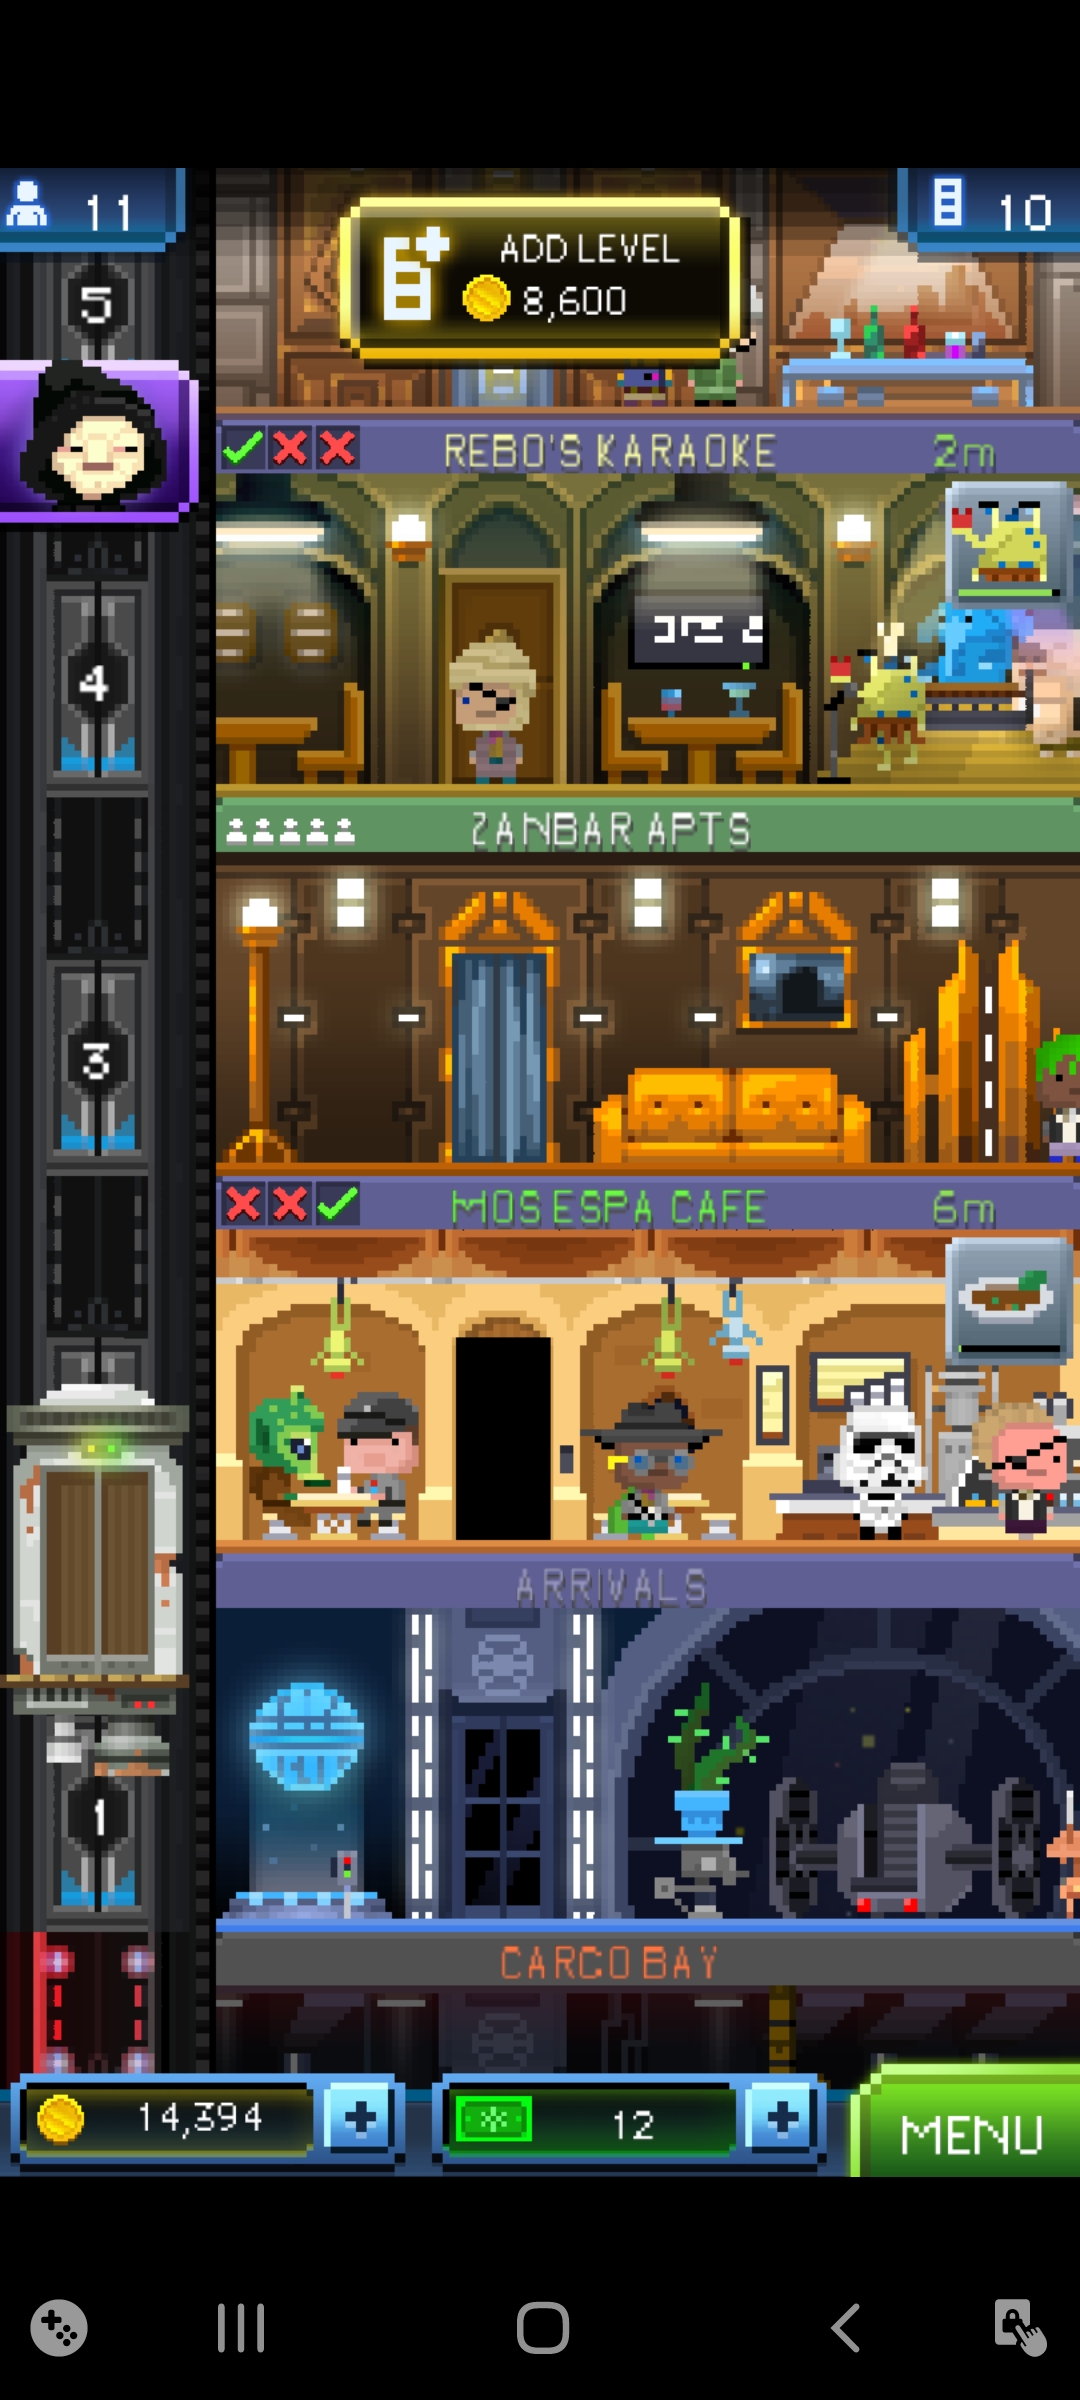 11
10
ADD LEVEL
8,600
5
REBO'S KARAOKE
2m
4
ZANBAR APTS
3
MOS ESPA CAFE
6m
ARRIVALS
1
CARGO BAY
14,394
12
MENU